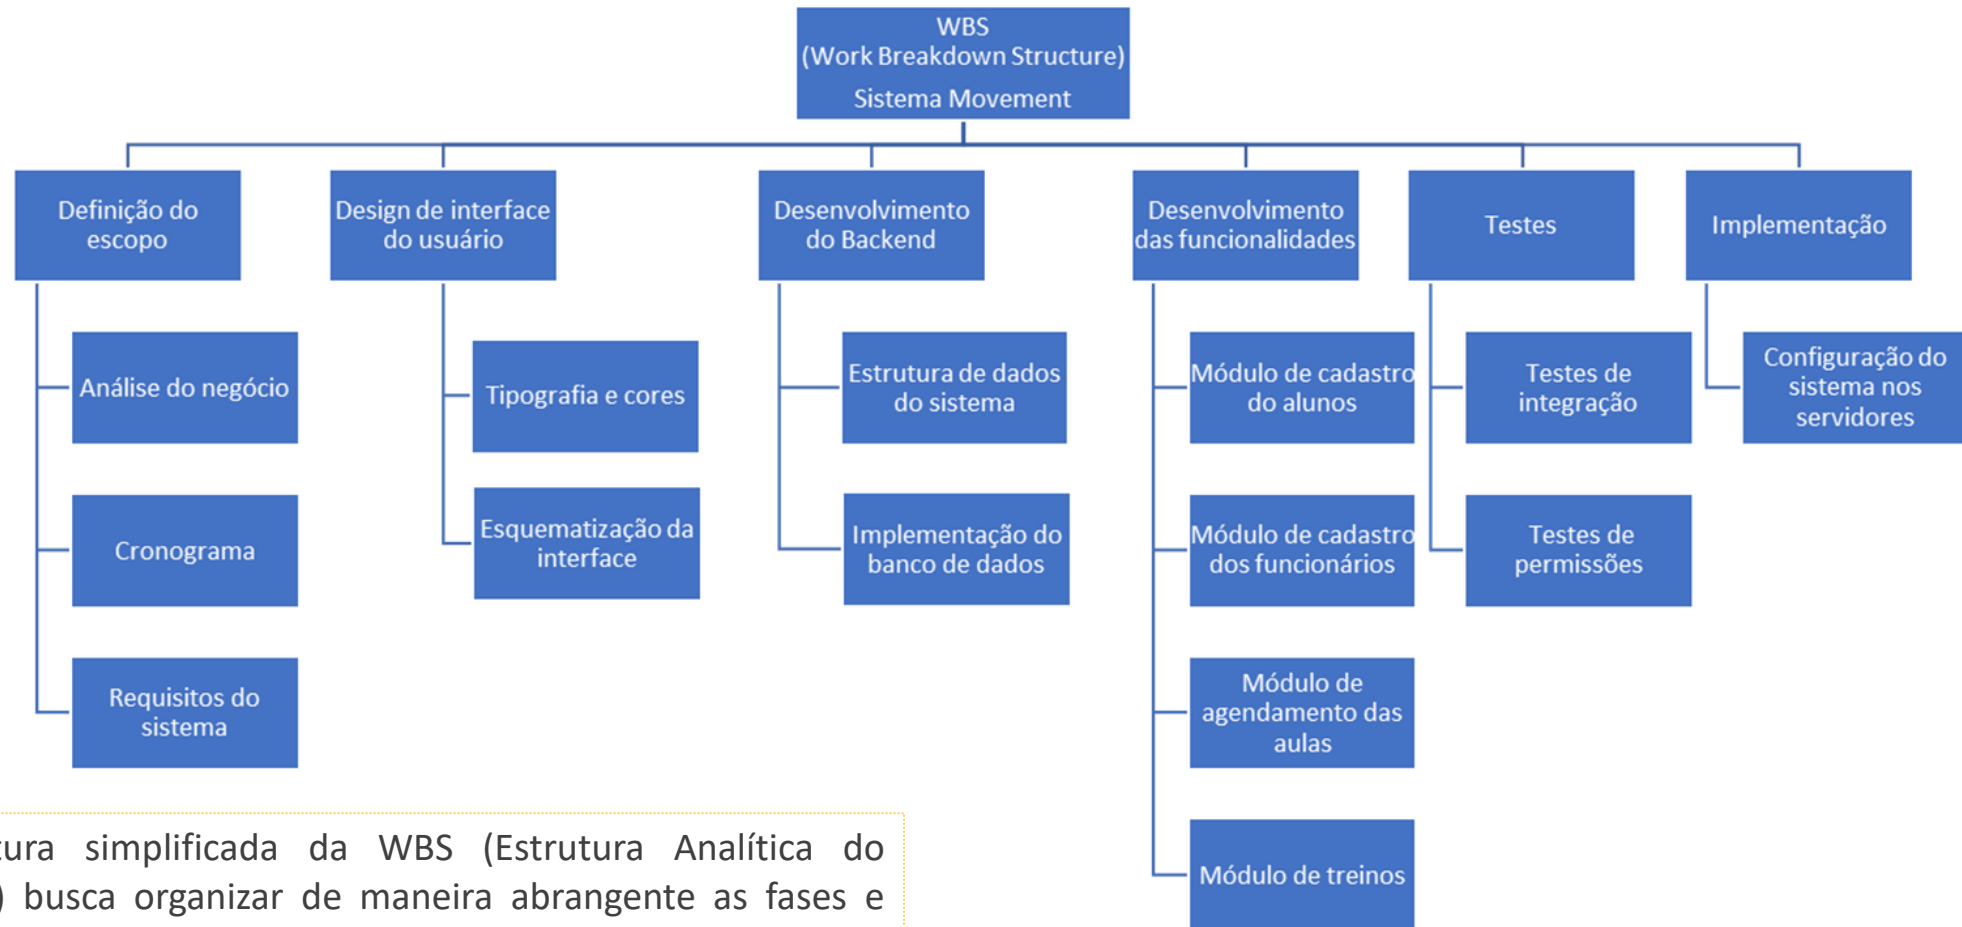 WBS
(Work Breakdown Structure)
Sistema Movement
Definição do
escopo
Análise do negócio
Cronograma
Requisitos do
sistema
Design de interface
do usuário
Tipografia e cores
Esquematização da
interface
Desenvolvimento
do Backend
Estrutura de dados
do sistema
Implementação do
banco de dados
Desenvolvimento
das funcionalidades
Módulo de cadastro
do alunos
Módulo de cadastro
dos funcionários
Módulo de
agendamento das
aulas
Módulo de treinos
Testes
Testes de
integração
Testes de
permissões
Implementação
Configuração do
sistema nos
servidores
tura simplificada da WBS (Estrutura Analítica do
) busca organizar de maneira abrangente as fases e